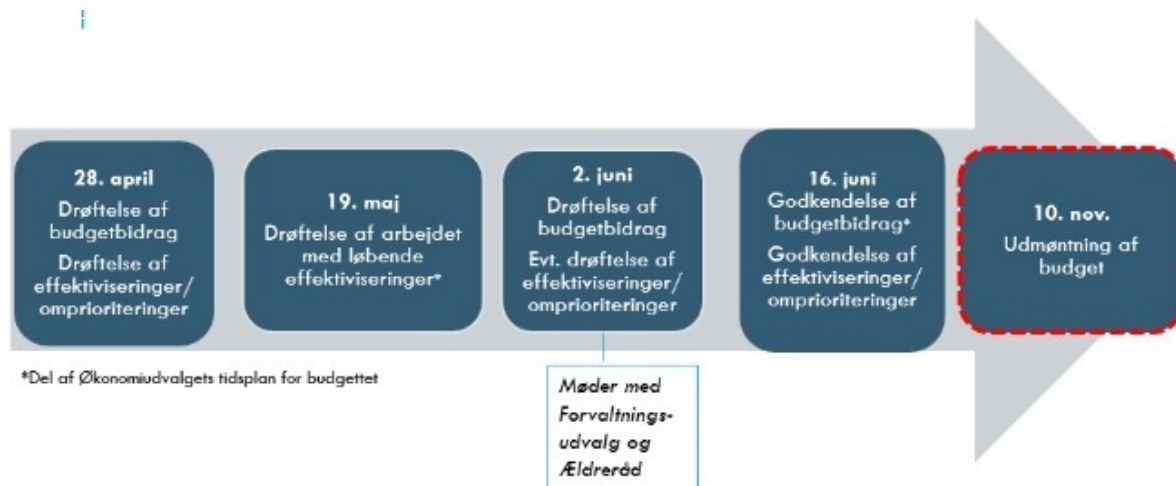 28. april
Drøftelse af
budgetbidrag
Drøftelse af
effektiviseringer/
omprioriteringer
19. maj
Drøftelse af arbejdet
med løbende
effektiviseringer*
2. juni
Drøftelse af
budgetbidrag
Evt. drøftelse af
effektiviseringer/
omprioriteringer
16. juni
Godkendelse af
budgetbidrag*
Godkendelse af
effektiviseringer/
omprioriteringer
10. nov.
Udmøntning af
budget
*Del af Økonomiudvalgets tidsplan for budgettet
Møder med
Forvaltnings-
udvalg og
Ældreråd